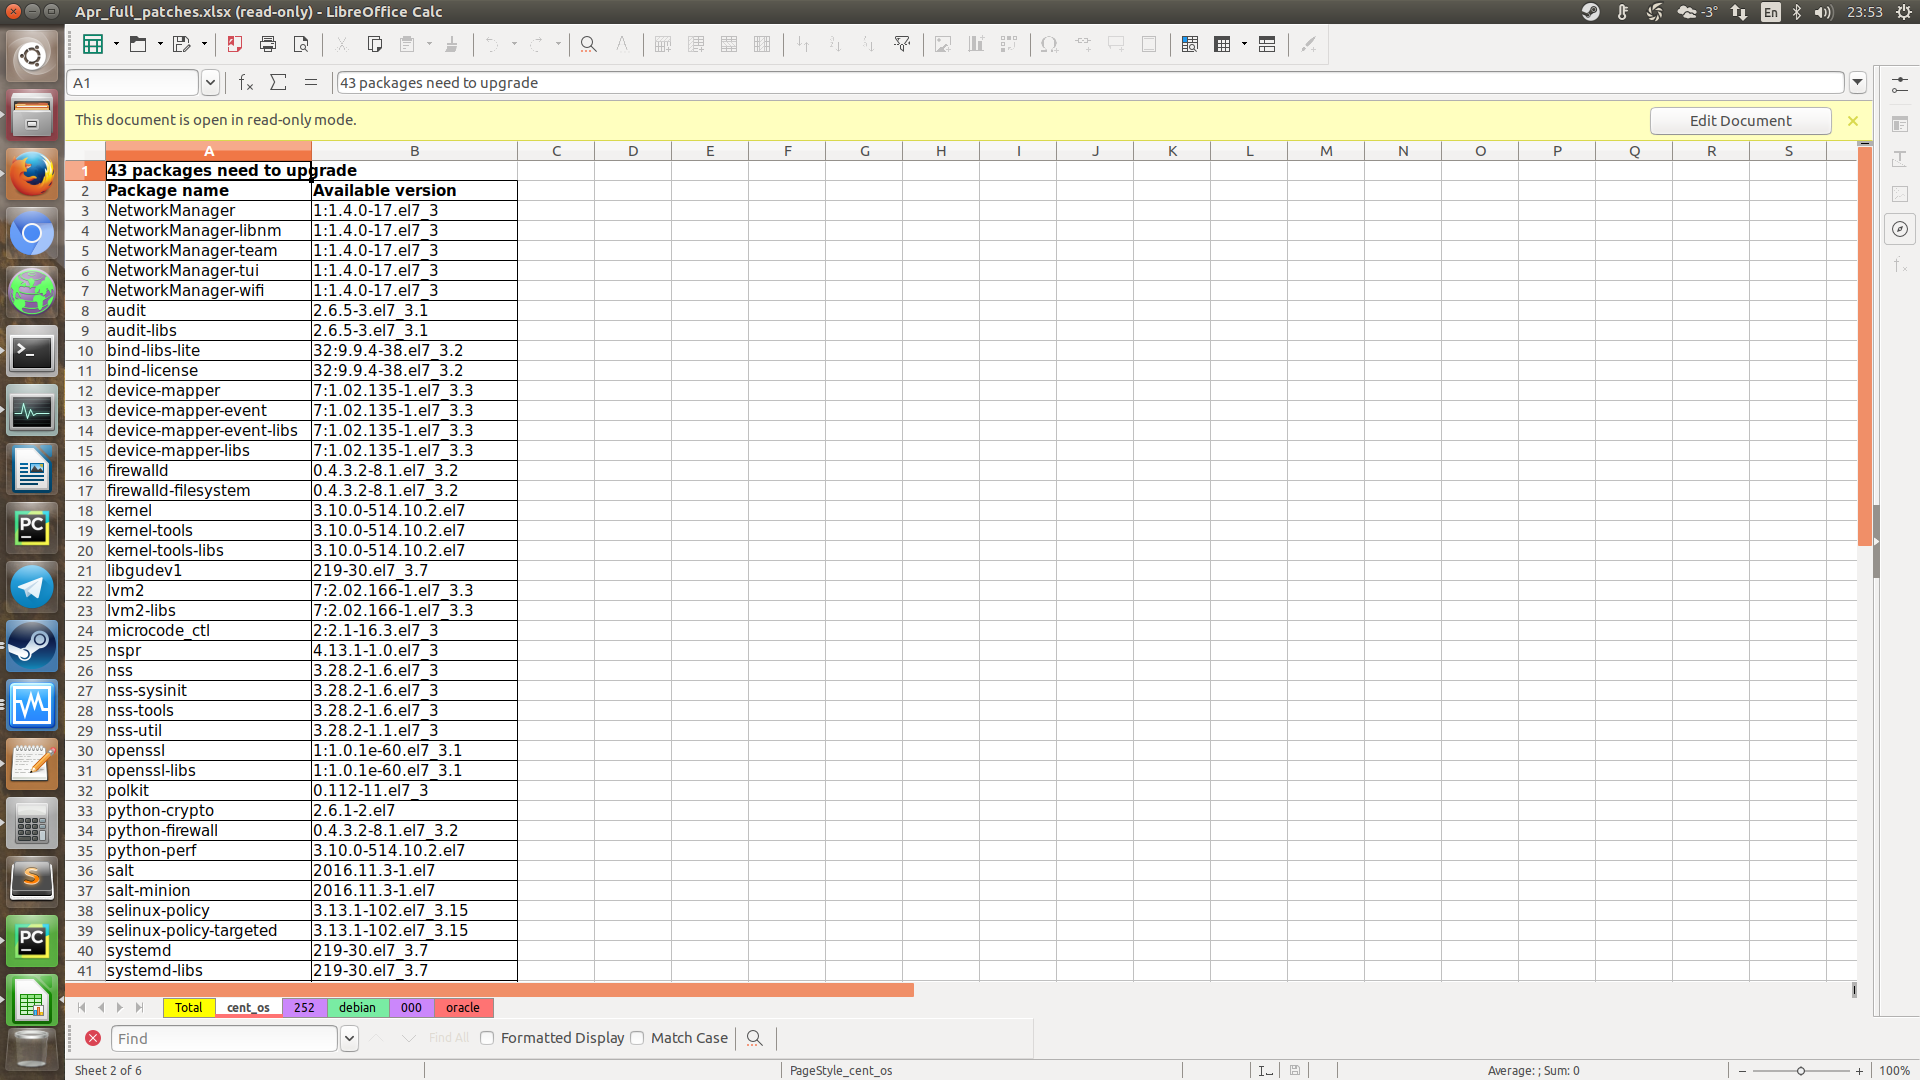 Apr_full_patches.xlsx (read-only) - LibreOffice Calc
-3°
En
23:53
A1
43 packages need to upgrade
This document is open in read-only mode.
Edit Document
A B C D E F G H I J K L M N O P Q R S
1 43 packages need to upgrade
2 Package name Available version
3 NetworkManager 1:1.4.0-17.el7_3
4 NetworkManager-libnm 1:1.4.0-17.el7_3
5 NetworkManager-team 1:1.4.0-17.el7_3
6 NetworkManager-tui 1:1.4.0-17.el7_3
7 NetworkManager-wifi 1:1.4.0-17.el7_3
8 audit 2.6.5-3.el7_3.1
9 audit-libs 2.6.5-3.el7_3.1
10 bind-libs-lite 32:9.9.4-38.el7_3.2
11 bind-license 32:9.9.4-38.el7_3.2
12 device-mapper 7:1.02.135-1.el7_3.3
13 device-mapper-event 7:1.02.135-1.el7_3.3
14 device-mapper-event-libs 7:1.02.135-1.el7_3.3
15 device-mapper-libs 7:1.02.135-1.el7_3.3
16 firewalld 0.4.3.2-8.1.el7_3.2
17 firewalld-filesystem 0.4.3.2-8.1.el7_3.2
18 kernel 3.10.0-514.10.2.el7
19 kernel-tools 3.10.0-514.10.2.el7
20 kernel-tools-libs 3.10.0-514.10.2.el7
21 libgudev1 219-30.el7_3.7
22 lvm2 7:2.02.166-1.el7_3.3
23 lvm2-libs 7:2.02.166-1.el7_3.3
24 microcode_ctl 2:2.1-16.3.el7_3
25 nspr 4.13.1-1.0.el7_3
26 nss 3.28.2-1.6.el7_3
27 nss-sysinit 3.28.2-1.6.el7_3
28 nss-tools 3.28.2-1.6.el7_3
29 nss-util 3.28.2-1.1.el7_3
30 openssl 1:1.0.1e-60.el7_3.1
31 openssl-libs 1:1.0.1e-60.el7_3.1
32 polkit 0.112-11.el7_3
33 python-crypto 2.6.1-2.el7
34 python-firewall 0.4.3.2-8.1.el7_3.2
35 python-perf 3.10.0-514.10.2.el7
36 salt 2016.11.3-1.el7
37 salt-minion 2016.11.3-1.el7
38 selinux-policy 3.13.1-102.el7_3.15
39 selinux-policy-targeted 3.13.1-102.el7_3.15
40 systemd 219-30.el7_3.7
41 systemd-libs 219-30.el7_3.7
Total cent_os 252 debian 000 oracle
Find Find All Formatted Display Match Case
Sheet 2 of 6 PageStyle_cent_os Average: ; Sum: 0 100%